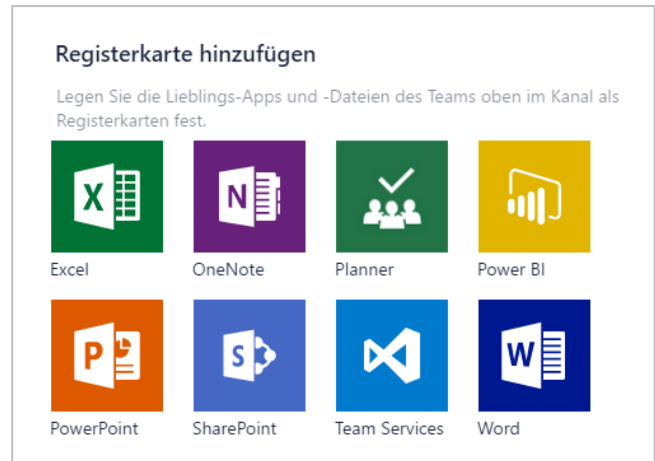 Registerkarte hinzufügen
Legen Sie die Lieblings-Apps und -Dateien des Teams oben im Kanal als
Registerkarten fest.
X
N
Excel
OneNote
Planner
Power BI
P
S
W
PowerPoint
SharePoint
Team Services
Word